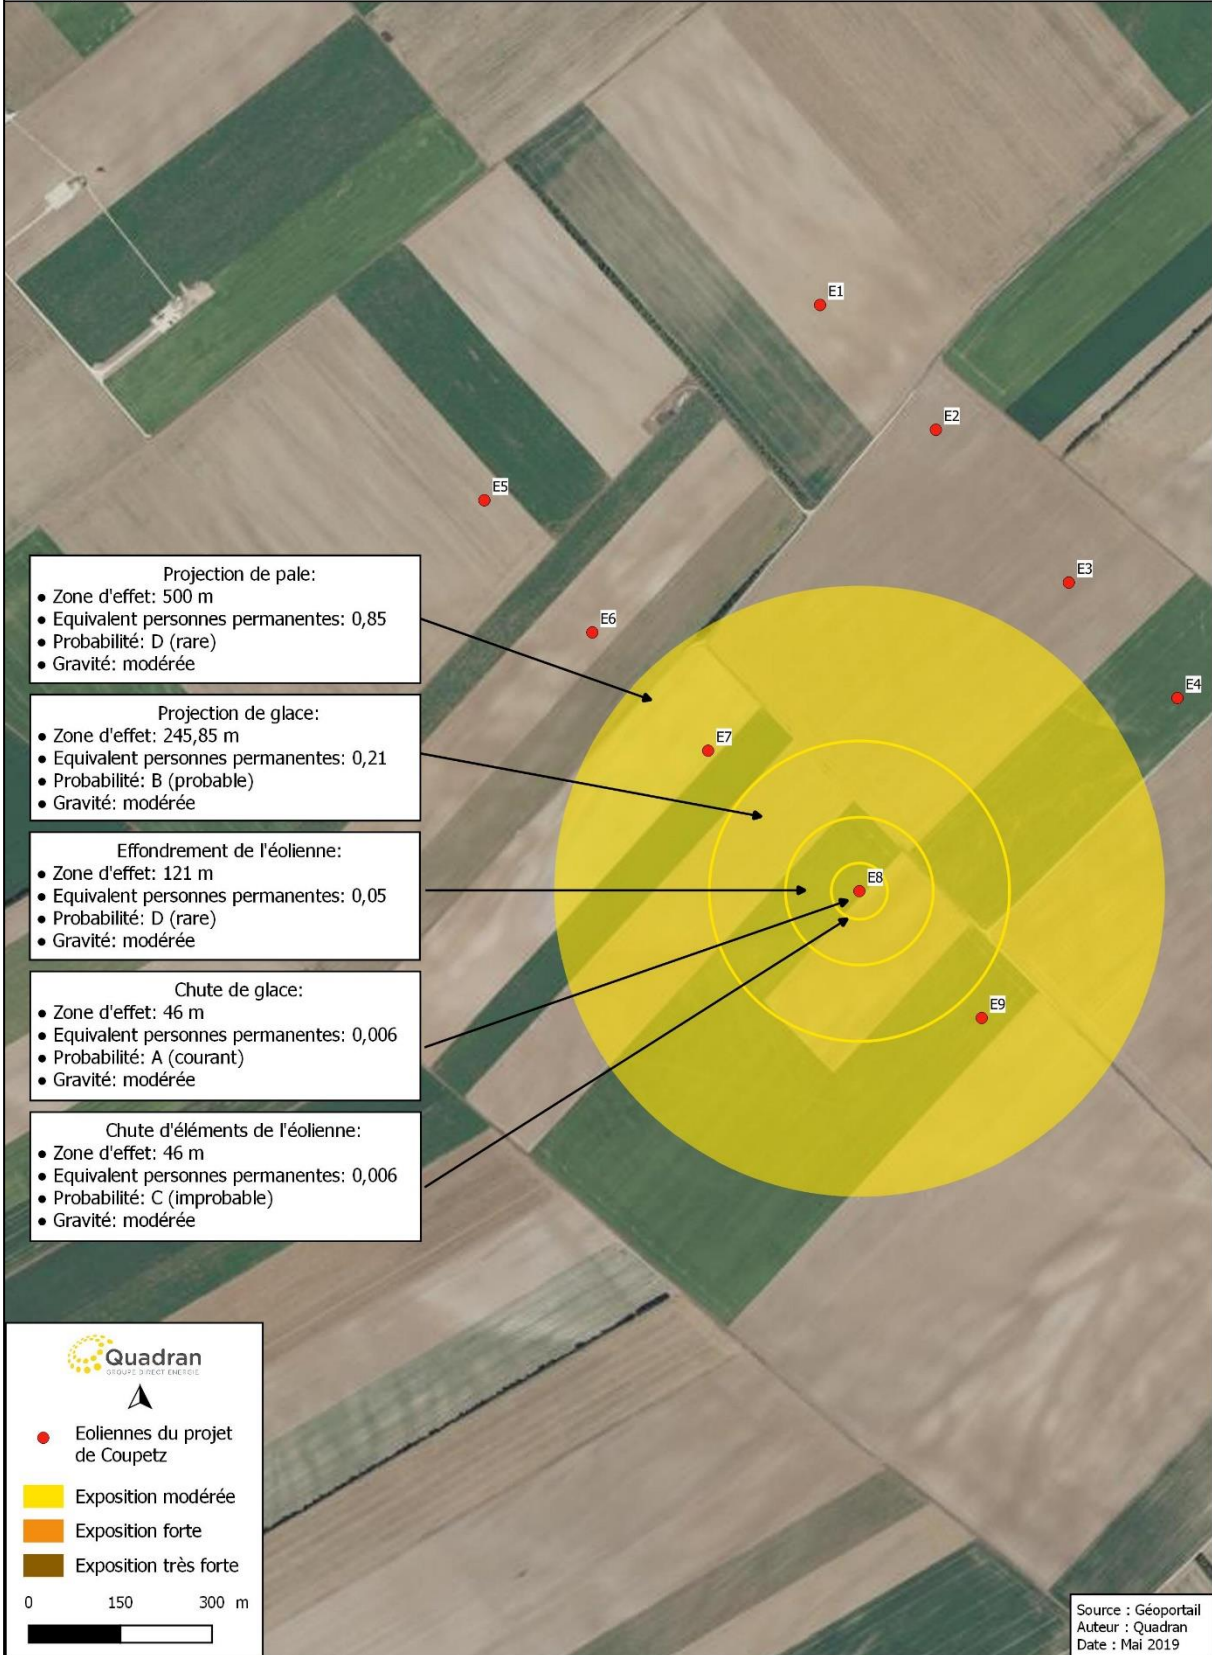 E1
E2
E5
E3
Projection de pale:
• Zone d'effet: 500 m
• Equivalent personnes permanentes: 0,85
• Probabilité: D (rare)
• Gravité: modérée
E6
E4
Projection de glace:
• Zone d'effet: 245,85 m
• Equivalent personnes permanentes: 0,21
• Probabilité: B (probable)
• Gravité: modérée
E7
Effondrement de l'éolienne:
• Zone d'effet: 121 m
• Equivalent personnes permanentes: 0,05
• Probabilité: D (rare)
• Gravité: modérée
E8
Chute de glace:
• Zone d'effet: 46 m
• Equivalent personnes permanentes: 0,006
• Probabilité: A (courant)
• Gravité: modérée
E9
Chute d'éléments de l'éolienne:
• Zone d'effet: 46 m
• Equivalent personnes permanentes: 0,006
• Probabilité: C (improbable)
• Gravité: modérée
Quadran
GROUPE DIRECT ENERGIE
Eoliennes du projet
de Coupetz
Exposition modérée
Exposition forte
Exposition très forte
0 150 300 m
Source : Géoportail
Auteur : Quadran
Date : Mai 2019